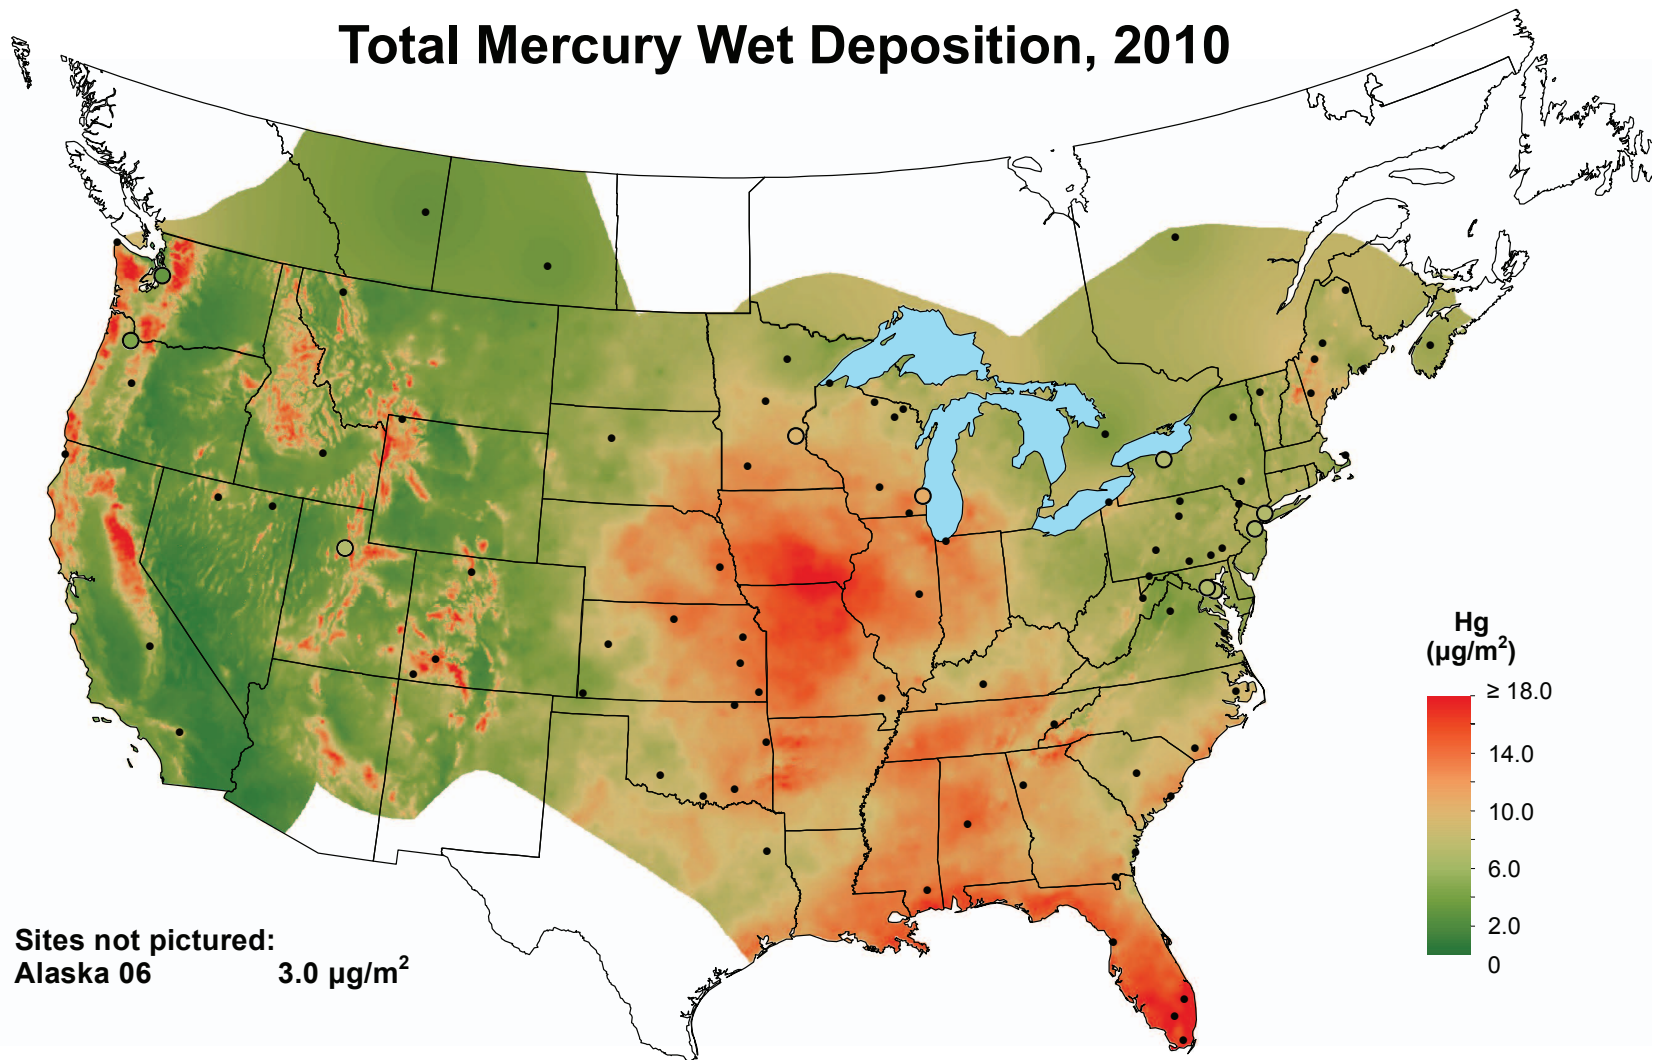 Total Mercury Wet Deposition, 2010
Hg
(µg/m²)
≥ 18.0
14.0
10.0
6.0
2.0
0
Sites not pictured:
Alaska 06 3.0 µg/m²